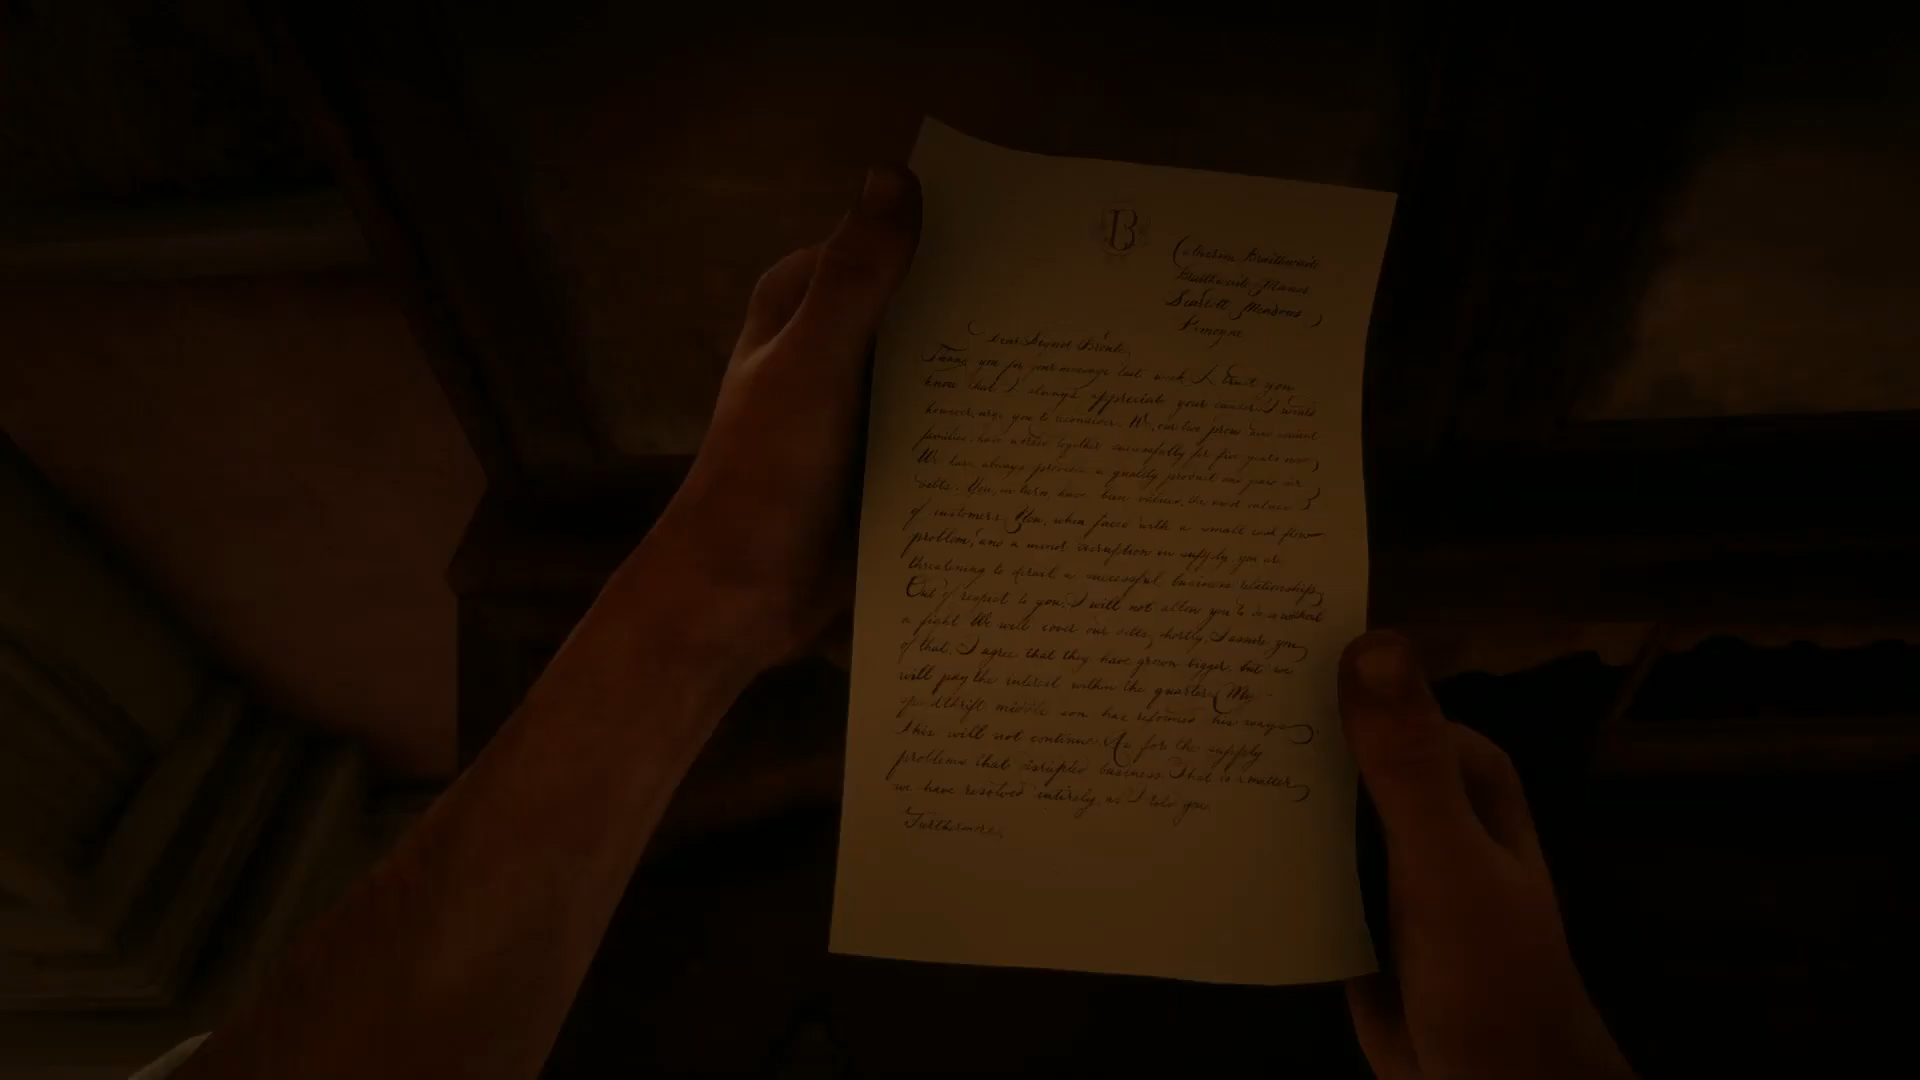 B
Catherine Braithwaite
Braithwaite Manor
Scarlett Meadows
Lemoyne
Dear Signor Bronte,
Thank you for your message last week. I trust you
know that I always appreciate your candor. I would
however, urge you to reconsider. We, our two proud and ancient
families, have worked together successfully for five years now,
We have always provided a quality product and paid our
debts. You, in turn, have been valued, the most valued
of customers. Now, when faced with a small cash flow
problem, and a minor disruption in supply, you are
threatening to derail a successful business relationship,
Out of respect to you, I will not allow you to do so without
a fight. We will cover our debts, shortly, I assure you
of that. I agree that they have grown bigger, but we
will pay the interest within the quarter. My
spendthrift middle son has reformed his ways.
This will not continue. As for the supply
problems that disrupted business. That is a matter
we have resolved entirely, as I told you.
Furthermore,